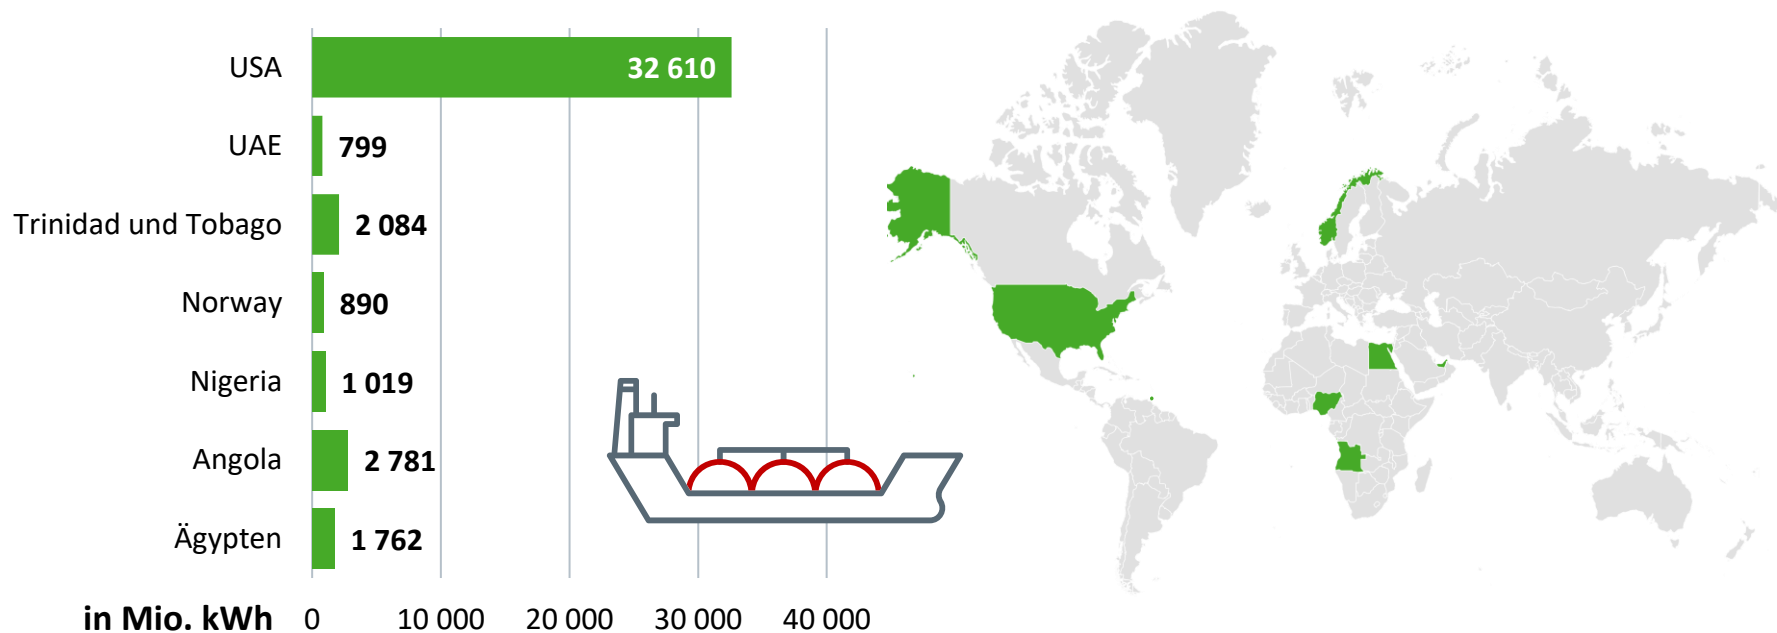 USA 32 610
UAE 799
Trinidad und Tobago 2 084
Norway 890
Nigeria 1 019
Angola 2 781
Ägypten 1 762
in Mio. kWh 0 10 000 20 000 30 000 40 000